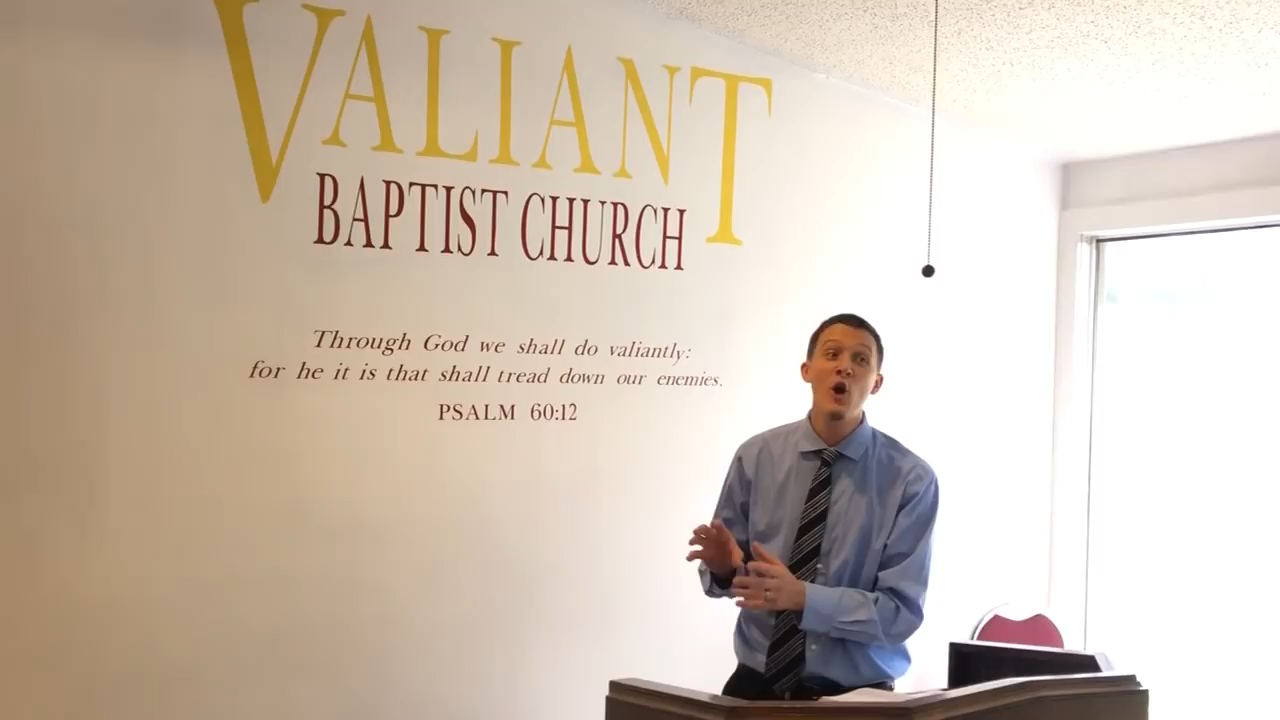 VALIANT
BAPTIST CHURCH
Through God we shall do valiantly:
for he it is that shall tread down our enemies.
PSALM 60:12